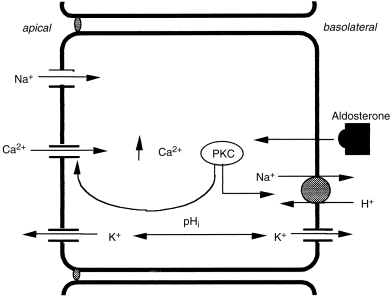 apical
basolateral
Na⁺
Aldosterone
Ca²⁺
Ca²⁺
PKC
Na⁺
H⁺
pHᵢ
K⁺
K⁺